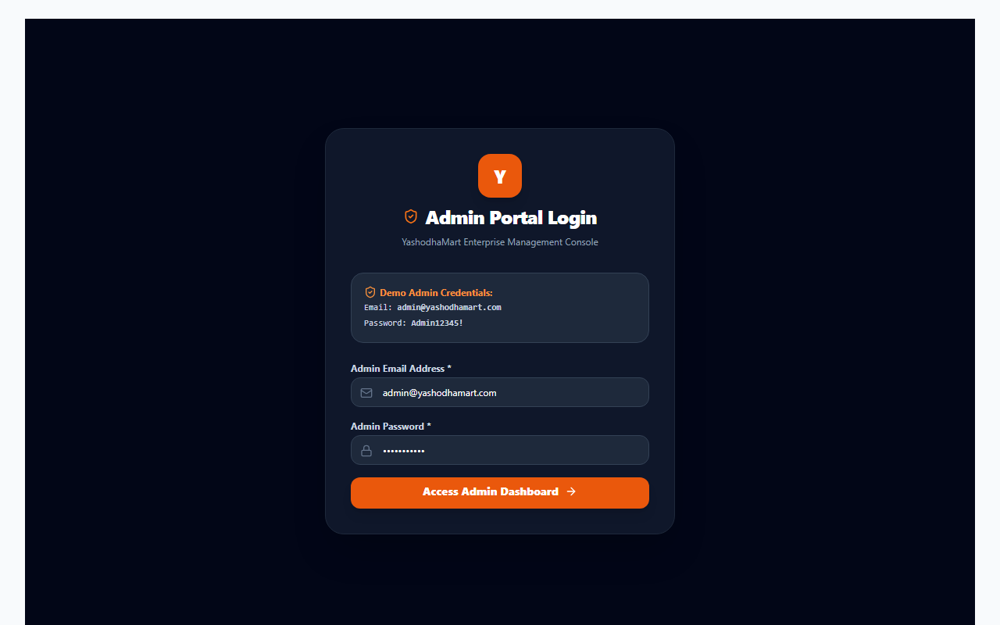 Y
Admin Portal Login
YashodhaMart Enterprise Management Console
Demo Admin Credentials:
Email: admin@yashodhamart.com
Password: Admin12345!
Admin Email Address *
admin@yashodhamart.com
Admin Password *
•••••••••••
Access Admin Dashboard →